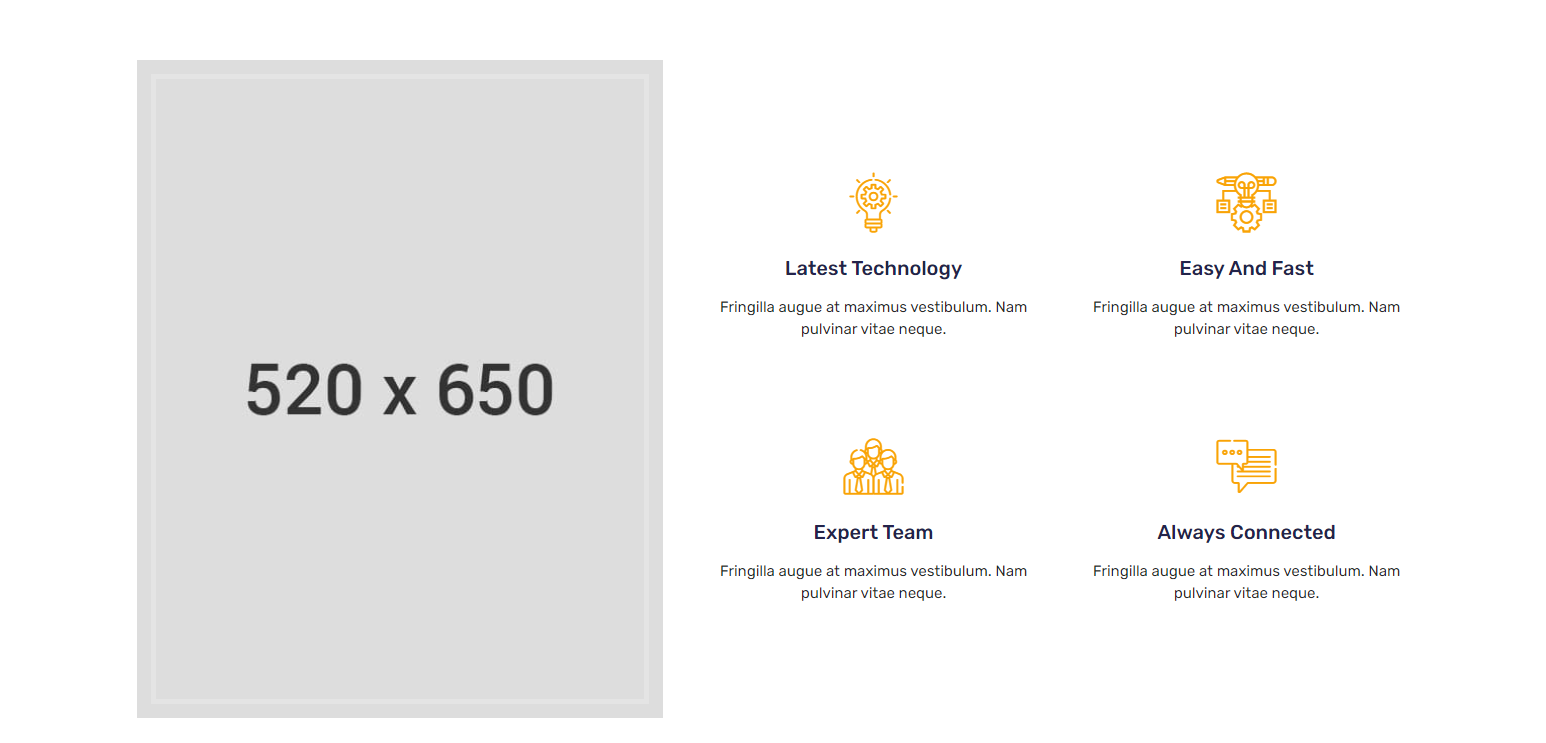 520 x 650
Latest Technology
Fringilla augue at maximus vestibulum. Nam
pulvinar vitae neque.
Easy And Fast
Fringilla augue at maximus vestibulum. Nam
pulvinar vitae neque.
Expert Team
Fringilla augue at maximus vestibulum. Nam
pulvinar vitae neque.
Always Connected
Fringilla augue at maximus vestibulum. Nam
pulvinar vitae neque.